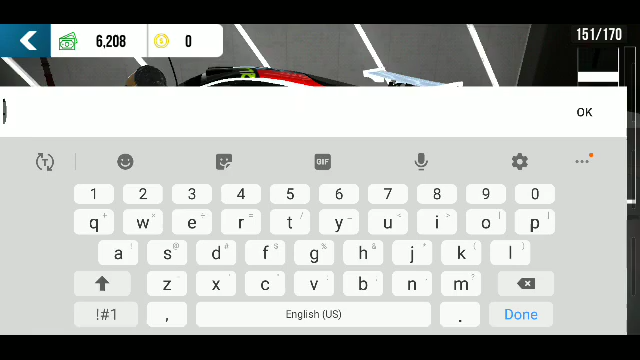 6,208 0 151/170
OK
GIF
1 2 3 4 5 6 7 8 9 0
q w e r t y u i o p
a s d f g h j k l
z x c v b n m
!#1 , English (US) . Done